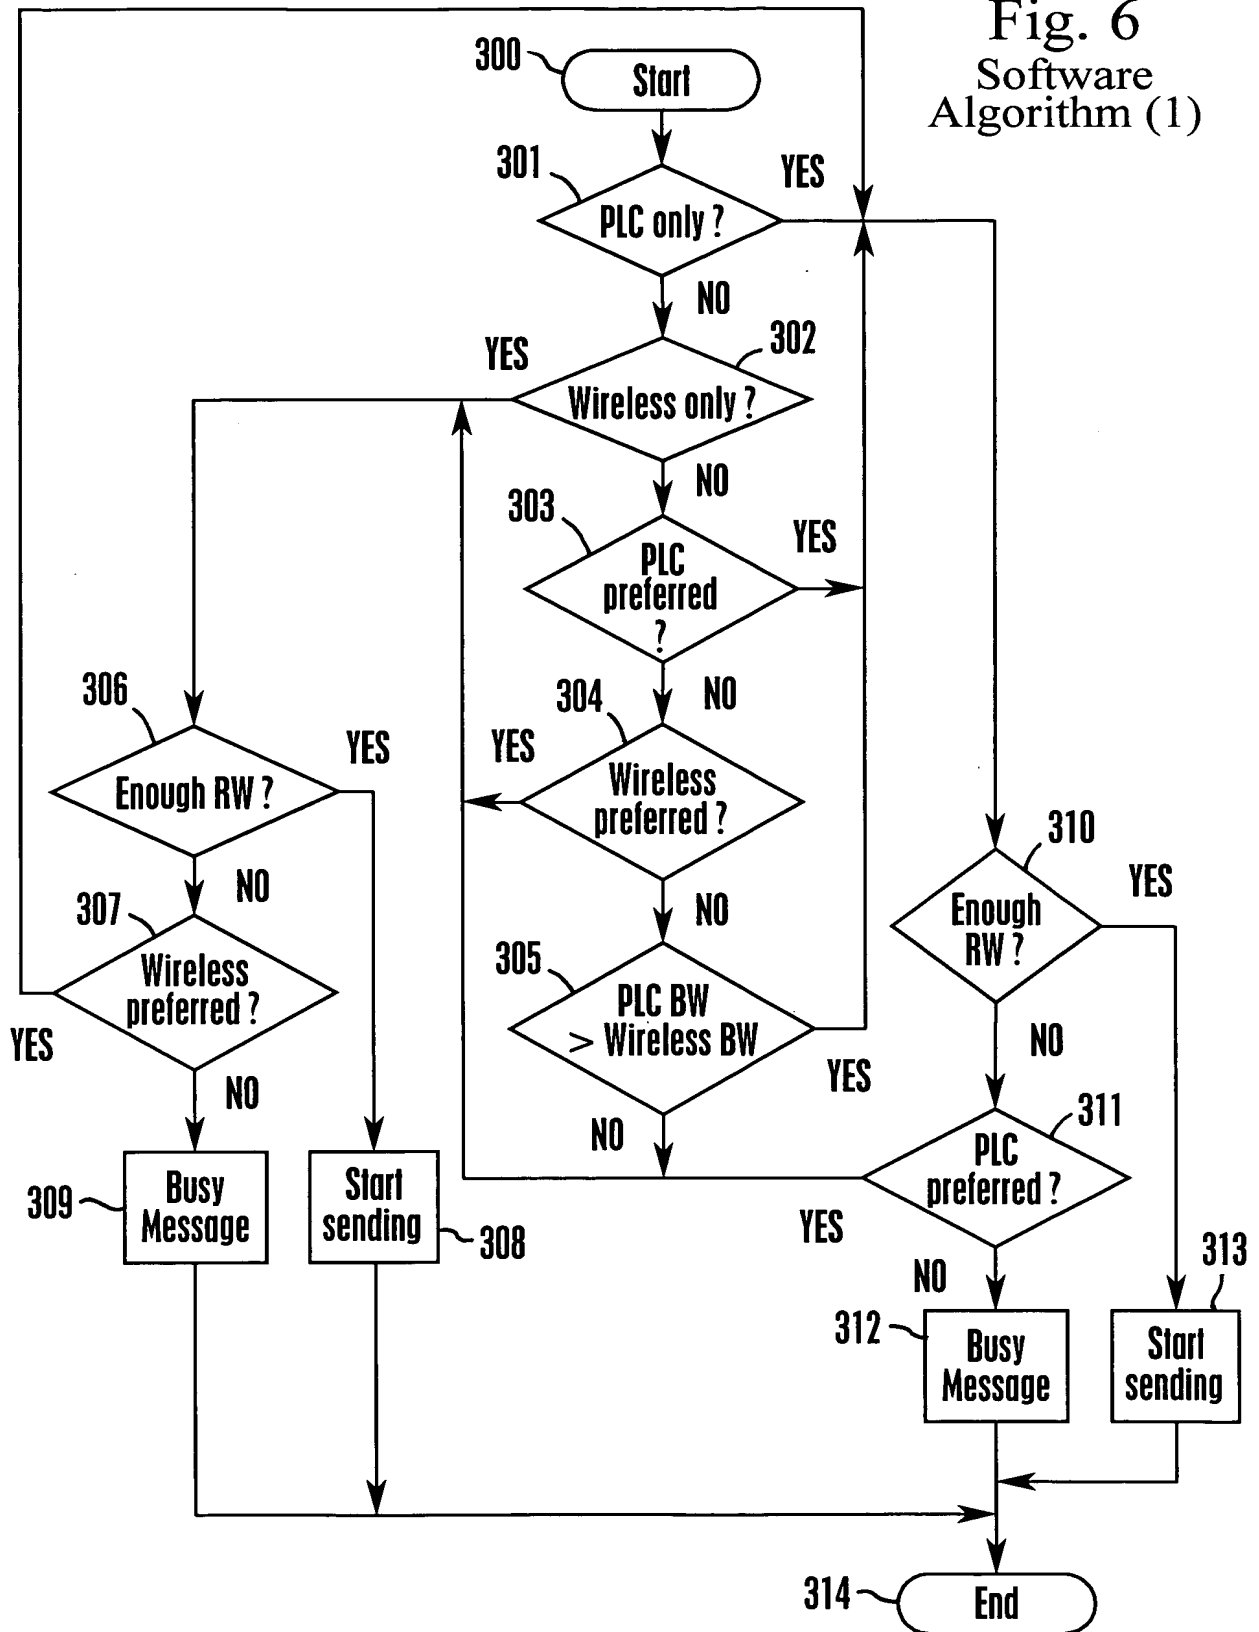 Fig. 6
Software
Algorithm (1)
300
Start
301
PLC only ?
YES
NO
302
Wireless only ?
YES
NO
303
PLC
preferred
?
YES
NO
304
Wireless
preferred ?
YES
NO
305
PLC BW
> Wireless BW
YES
NO
306
Enough RW ?
YES
NO
307
Wireless
preferred ?
YES
NO
309
Busy
Message
Start
sending
308
310
Enough
RW ?
YES
NO
311
PLC
preferred ?
YES
NO
312
Busy
Message
313
Start
sending
314
End